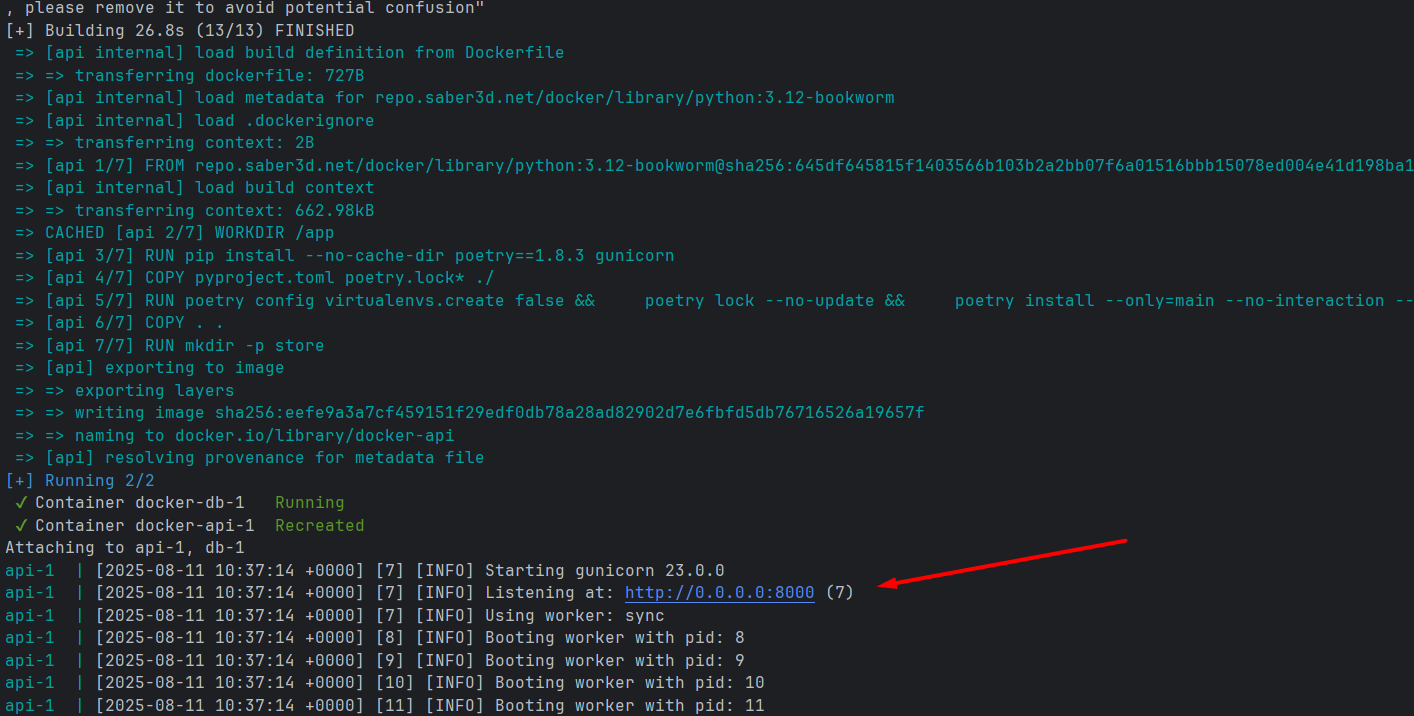 , please remove it to avoid potential confusion"
[+] Building 26.8s (13/13) FINISHED
=> [api internal] load build definition from Dockerfile
=> => transferring dockerfile: 727B
=> [api internal] load metadata for repo.saber3d.net/docker/library/python:3.12-bookworm
=> [api internal] load .dockerignore
=> => transferring context: 2B
=> [api 1/7] FROM repo.saber3d.net/docker/library/python:3.12-bookworm@sha256:645df645815f1403566b103b2a2bb07f6a01516bbb15078ed004e41d198ba1
=> [api internal] load build context
=> => transferring context: 662.98kB
=> CACHED [api 2/7] WORKDIR /app
=> [api 3/7] RUN pip install --no-cache-dir poetry==1.8.3 gunicorn
=> [api 4/7] COPY pyproject.toml poetry.lock* ./
=> [api 5/7] RUN poetry config virtualenvs.create false &&     poetry lock --no-update &&     poetry install --only=main --no-interaction --
=> [api 6/7] COPY . .
=> [api 7/7] RUN mkdir -p store
=> [api] exporting to image
=> => exporting layers
=> => writing image sha256:eefe9a3a7cf459151f29edf0db78a28ad82902d7e6fbfd5db76716526a19657f
=> => naming to docker.io/library/docker-api
=> [api] resolving provenance for metadata file
[+] Running 2/2
✓ Container docker-db-1   Running
✓ Container docker-api-1  Recreated
Attaching to api-1, db-1
api-1  | [2025-08-11 10:37:14 +0000] [7] [INFO] Starting gunicorn 23.0.0
api-1  | [2025-08-11 10:37:14 +0000] [7] [INFO] Listening at: http://0.0.0.0:8000 (7)
api-1  | [2025-08-11 10:37:14 +0000] [7] [INFO] Using worker: sync
api-1  | [2025-08-11 10:37:14 +0000] [8] [INFO] Booting worker with pid: 8
api-1  | [2025-08-11 10:37:14 +0000] [9] [INFO] Booting worker with pid: 9
api-1  | [2025-08-11 10:37:14 +0000] [10] [INFO] Booting worker with pid: 10
api-1  | [2025-08-11 10:37:14 +0000] [11] [INFO] Booting worker with pid: 11